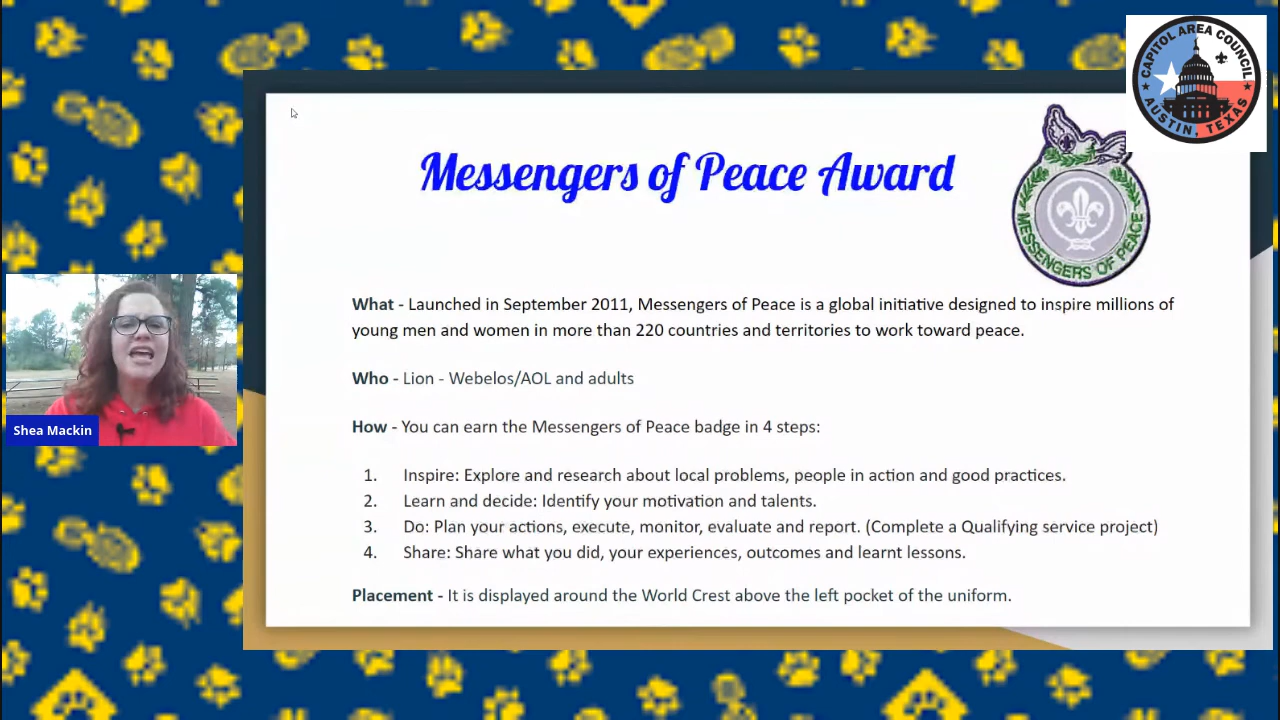 CAPITOL AREA COUNCIL
AUSTIN, TEXAS
Messengers of Peace Award
MESSENGERS OF PEACE
What - Launched in September 2011, Messengers of Peace is a global initiative designed to inspire millions of
young men and women in more than 220 countries and territories to work toward peace.
Who - Lion - Webelos/AOL and adults
How - You can earn the Messengers of Peace badge in 4 steps:
1. Inspire: Explore and research about local problems, people in action and good practices.
2. Learn and decide: Identify your motivation and talents.
3. Do: Plan your actions, execute, monitor, evaluate and report. (Complete a Qualifying service project)
4. Share: Share what you did, your experiences, outcomes and learnt lessons.
Placement - It is displayed around the World Crest above the left pocket of the uniform.
Shea Mackin